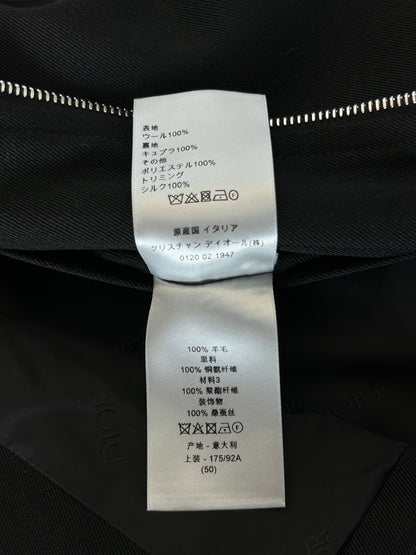 表地
ウール100%
裏地
キュプラ100%
その他
ポリエステル100%
トリミング
シルク100%
原産国 イタリア
クリスチャン ディオール(株)
0120 02 1947
100% 羊毛
里料
100% 铜氨纤维
材料3
100% 聚酯纤维
装饰物
100% 桑蚕丝
产地 - 意大利
上装 - 175/92A
(50)
DIOR